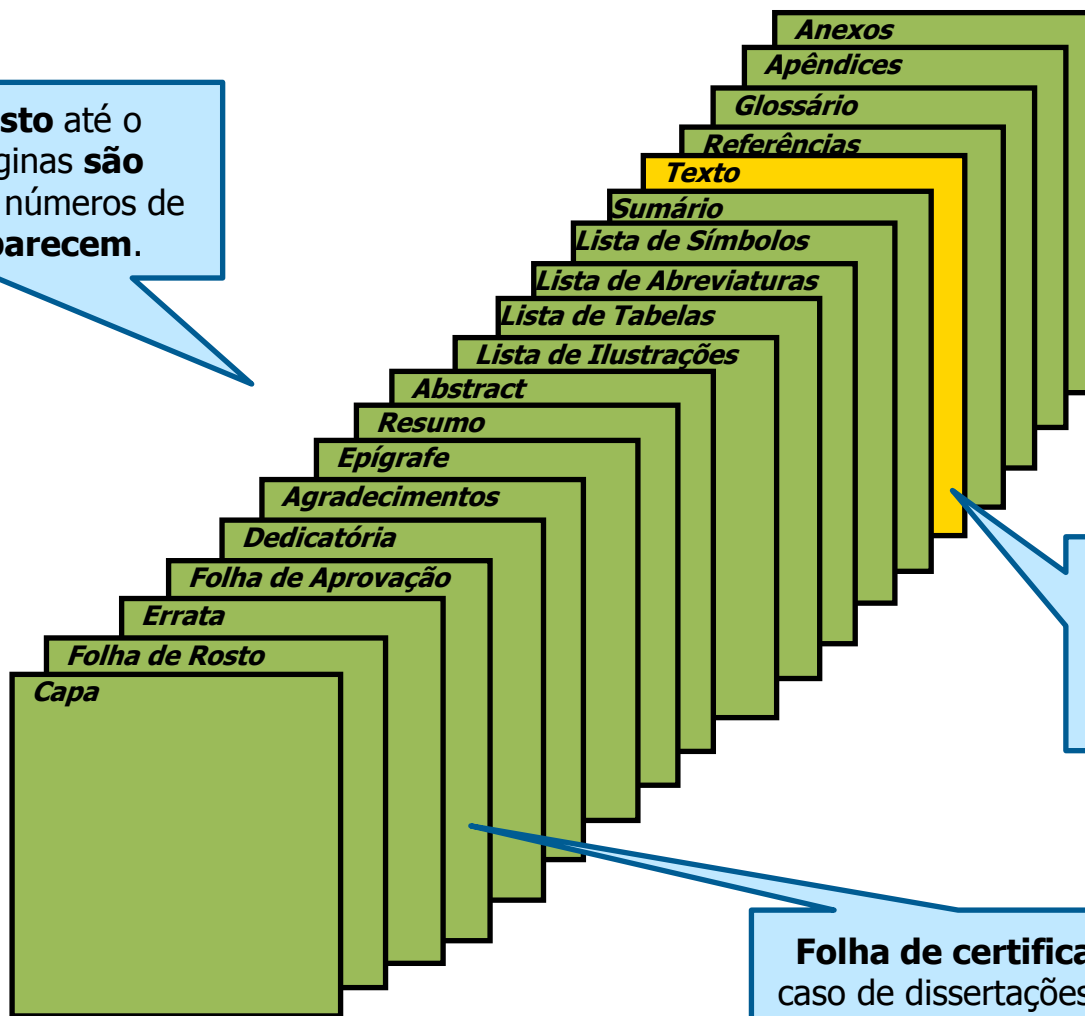 Anexos
Apêndices
Glossário
Referências
Texto
Sumário
Lista de Símbolos
Lista de Abreviaturas
Lista de Tabelas
Lista de Ilustrações
Abstract
Resumo
Epígrafe
Agradecimentos
Dedicatória
Folha de Aprovação
Errata
Folha de Rosto
Capa
sto até o
ginas são
números de
parecem.
Folha de certifica
caso de dissertações